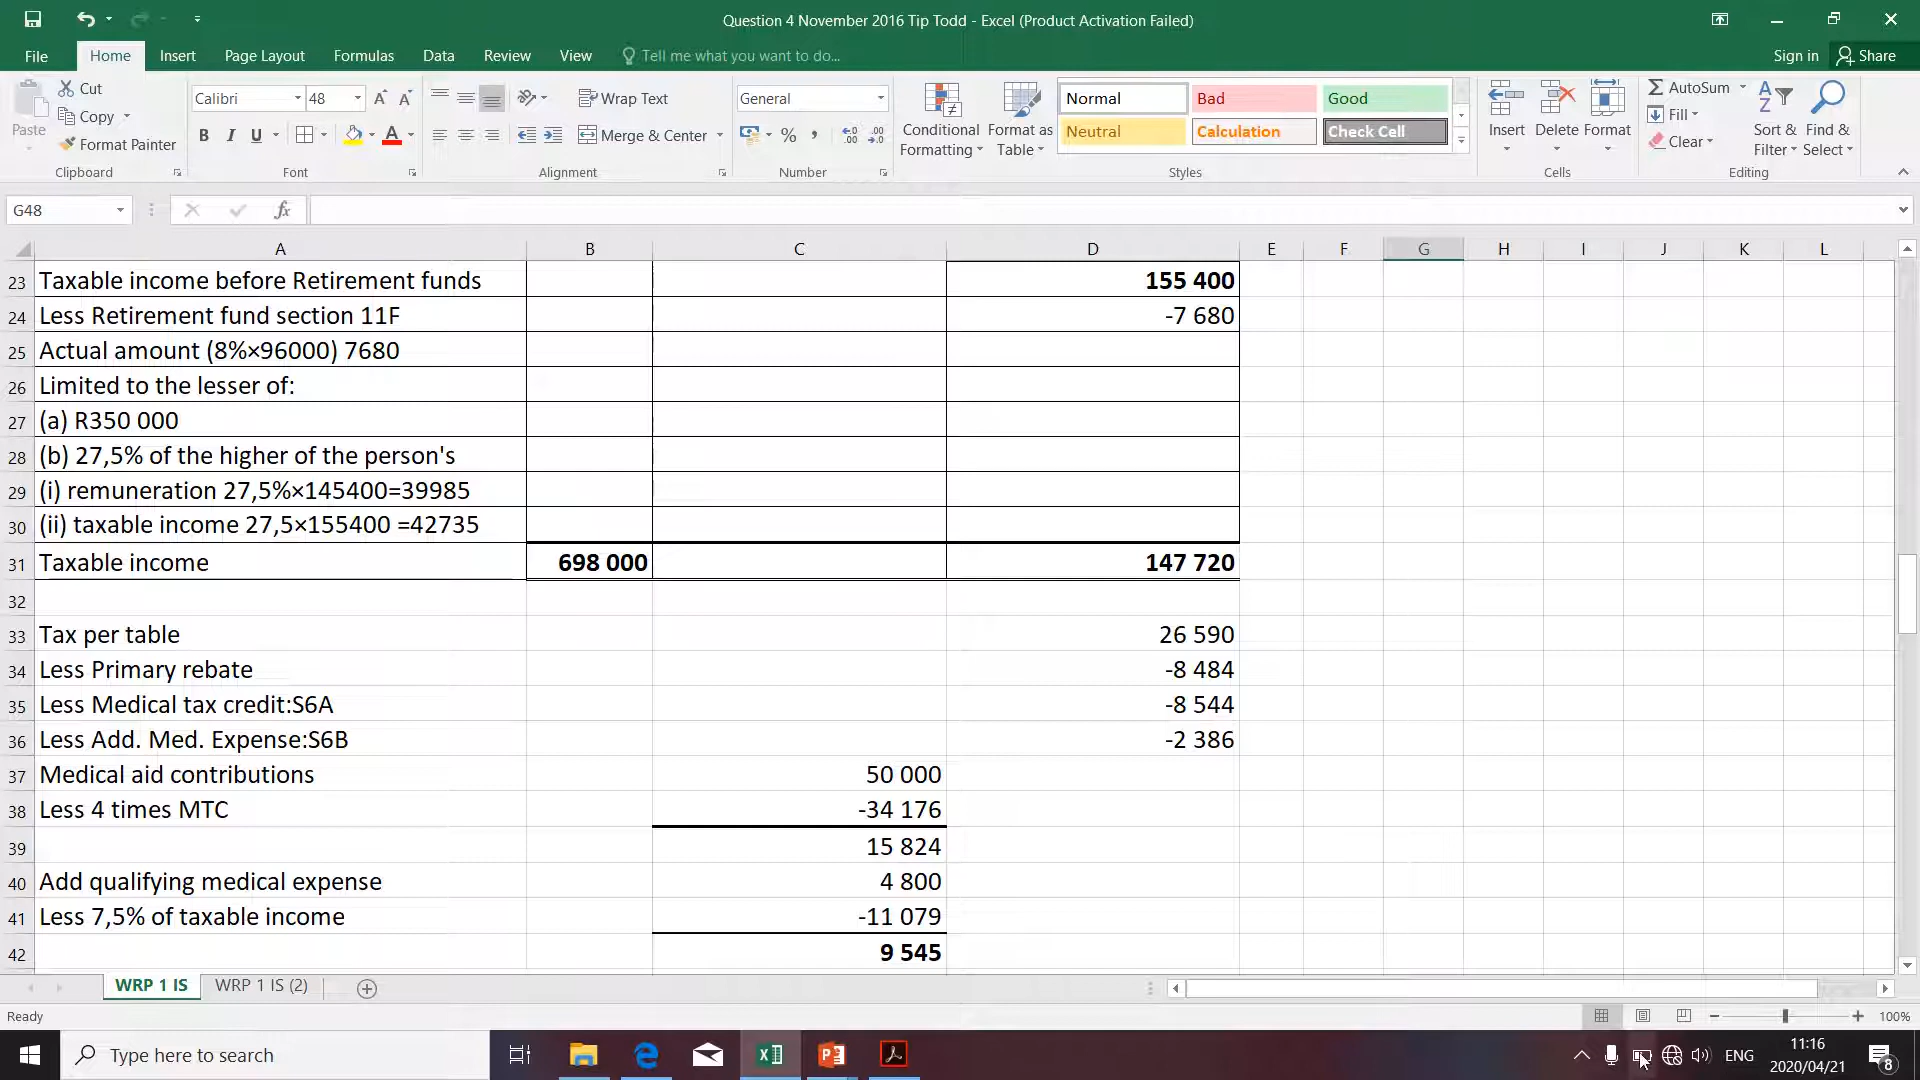 Question 4 November 2016 Tip Todd - Excel (Product Activation Failed)
File Home Insert Page Layout Formulas Data Review View Tell me what you want to do... Sign in Share
Paste Cut Copy Format Painter
Calibri 48
B I U
Wrap Text
Merge & Center
General
%
Conditional Formatting Format as Table
Normal Bad Good
Neutral Calculation Check Cell
Insert Delete Format
AutoSum
Fill
Clear
Sort & Filter Find & Select
Clipboard Font Alignment Number Styles Cells Editing
G48 fx
A B C D E F G H I J K L
23 Taxable income before Retirement funds 155 400
24 Less Retirement fund section 11F -7 680
25 Actual amount (8%×96000) 7680
26 Limited to the lesser of:
27 (a) R350 000
28 (b) 27,5% of the higher of the person's
29 (i) remuneration 27,5%×145400=39985
30 (ii) taxable income 27,5×155400 =42735
31 Taxable income 698 000 147 720
32
33 Tax per table 26 590
34 Less Primary rebate -8 484
35 Less Medical tax credit:S6A -8 544
36 Less Add. Med. Expense:S6B -2 386
37 Medical aid contributions 50 000
38 Less 4 times MTC -34 176
39 15 824
40 Add qualifying medical expense 4 800
41 Less 7,5% of taxable income -11 079
42 9 545
WRP 1 IS WRP 1 IS (2)
Ready 100%
Type here to search ENG 11:16
2020/04/21 8